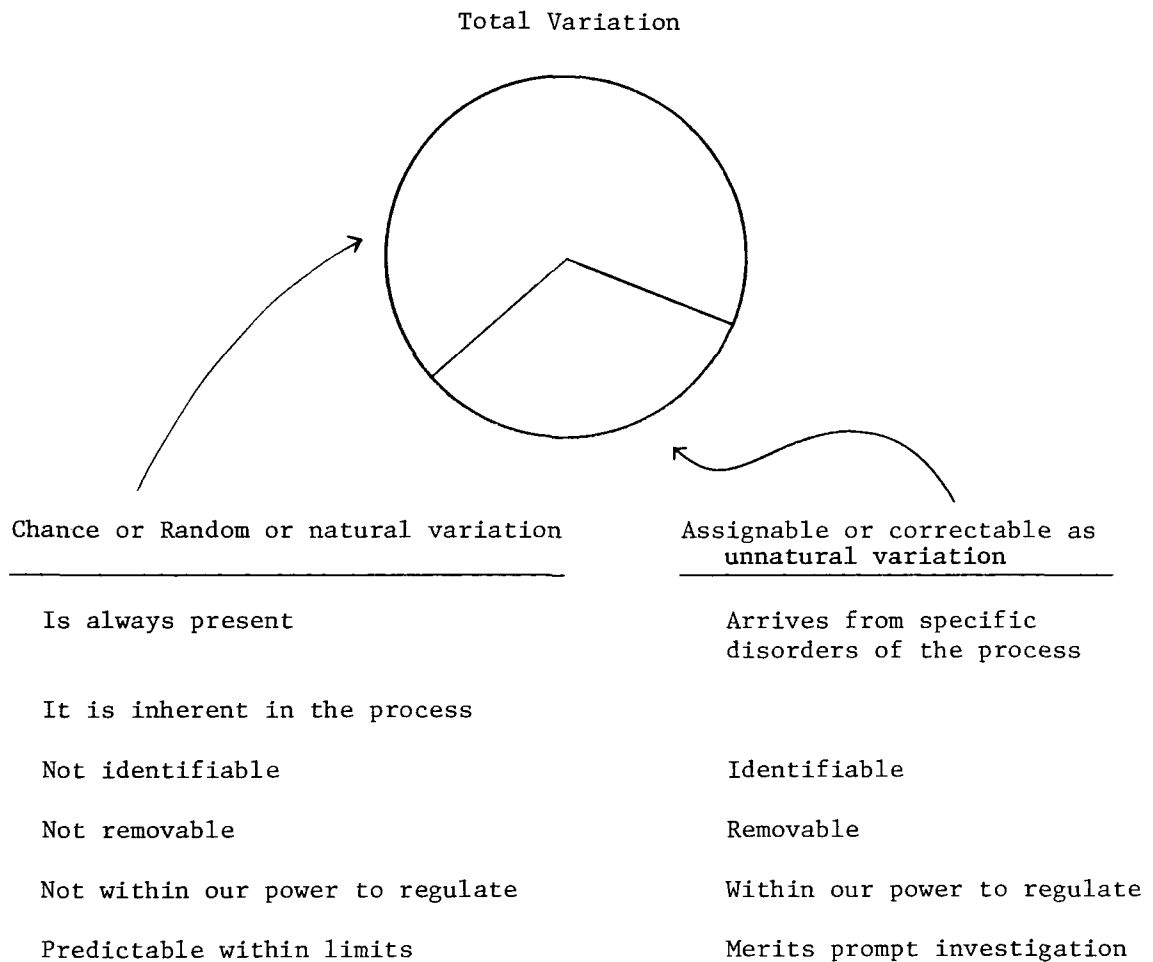 Total Variation
Chance or Random or natural variation
Assignable or correctable as
unnatural variation
Is always present
Arrives from specific
disorders of the process
It is inherent in the process
Not identifiable
Identifiable
Not removable
Removable
Not within our power to regulate
Within our power to regulate
Predictable within limits
Merits prompt investigation